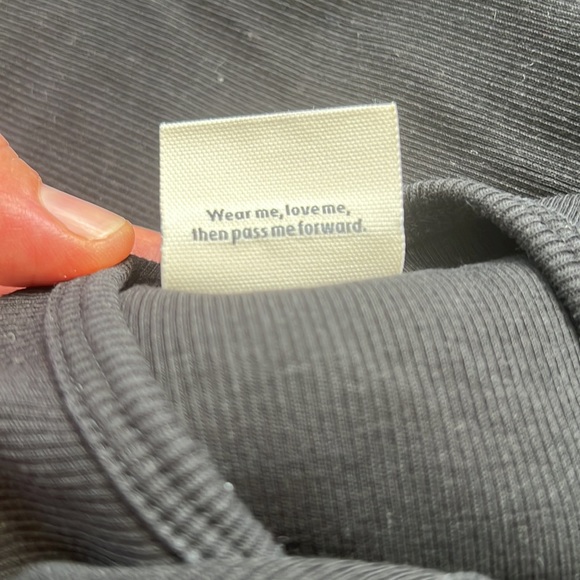 Wear me, love me,
then pass me forward.